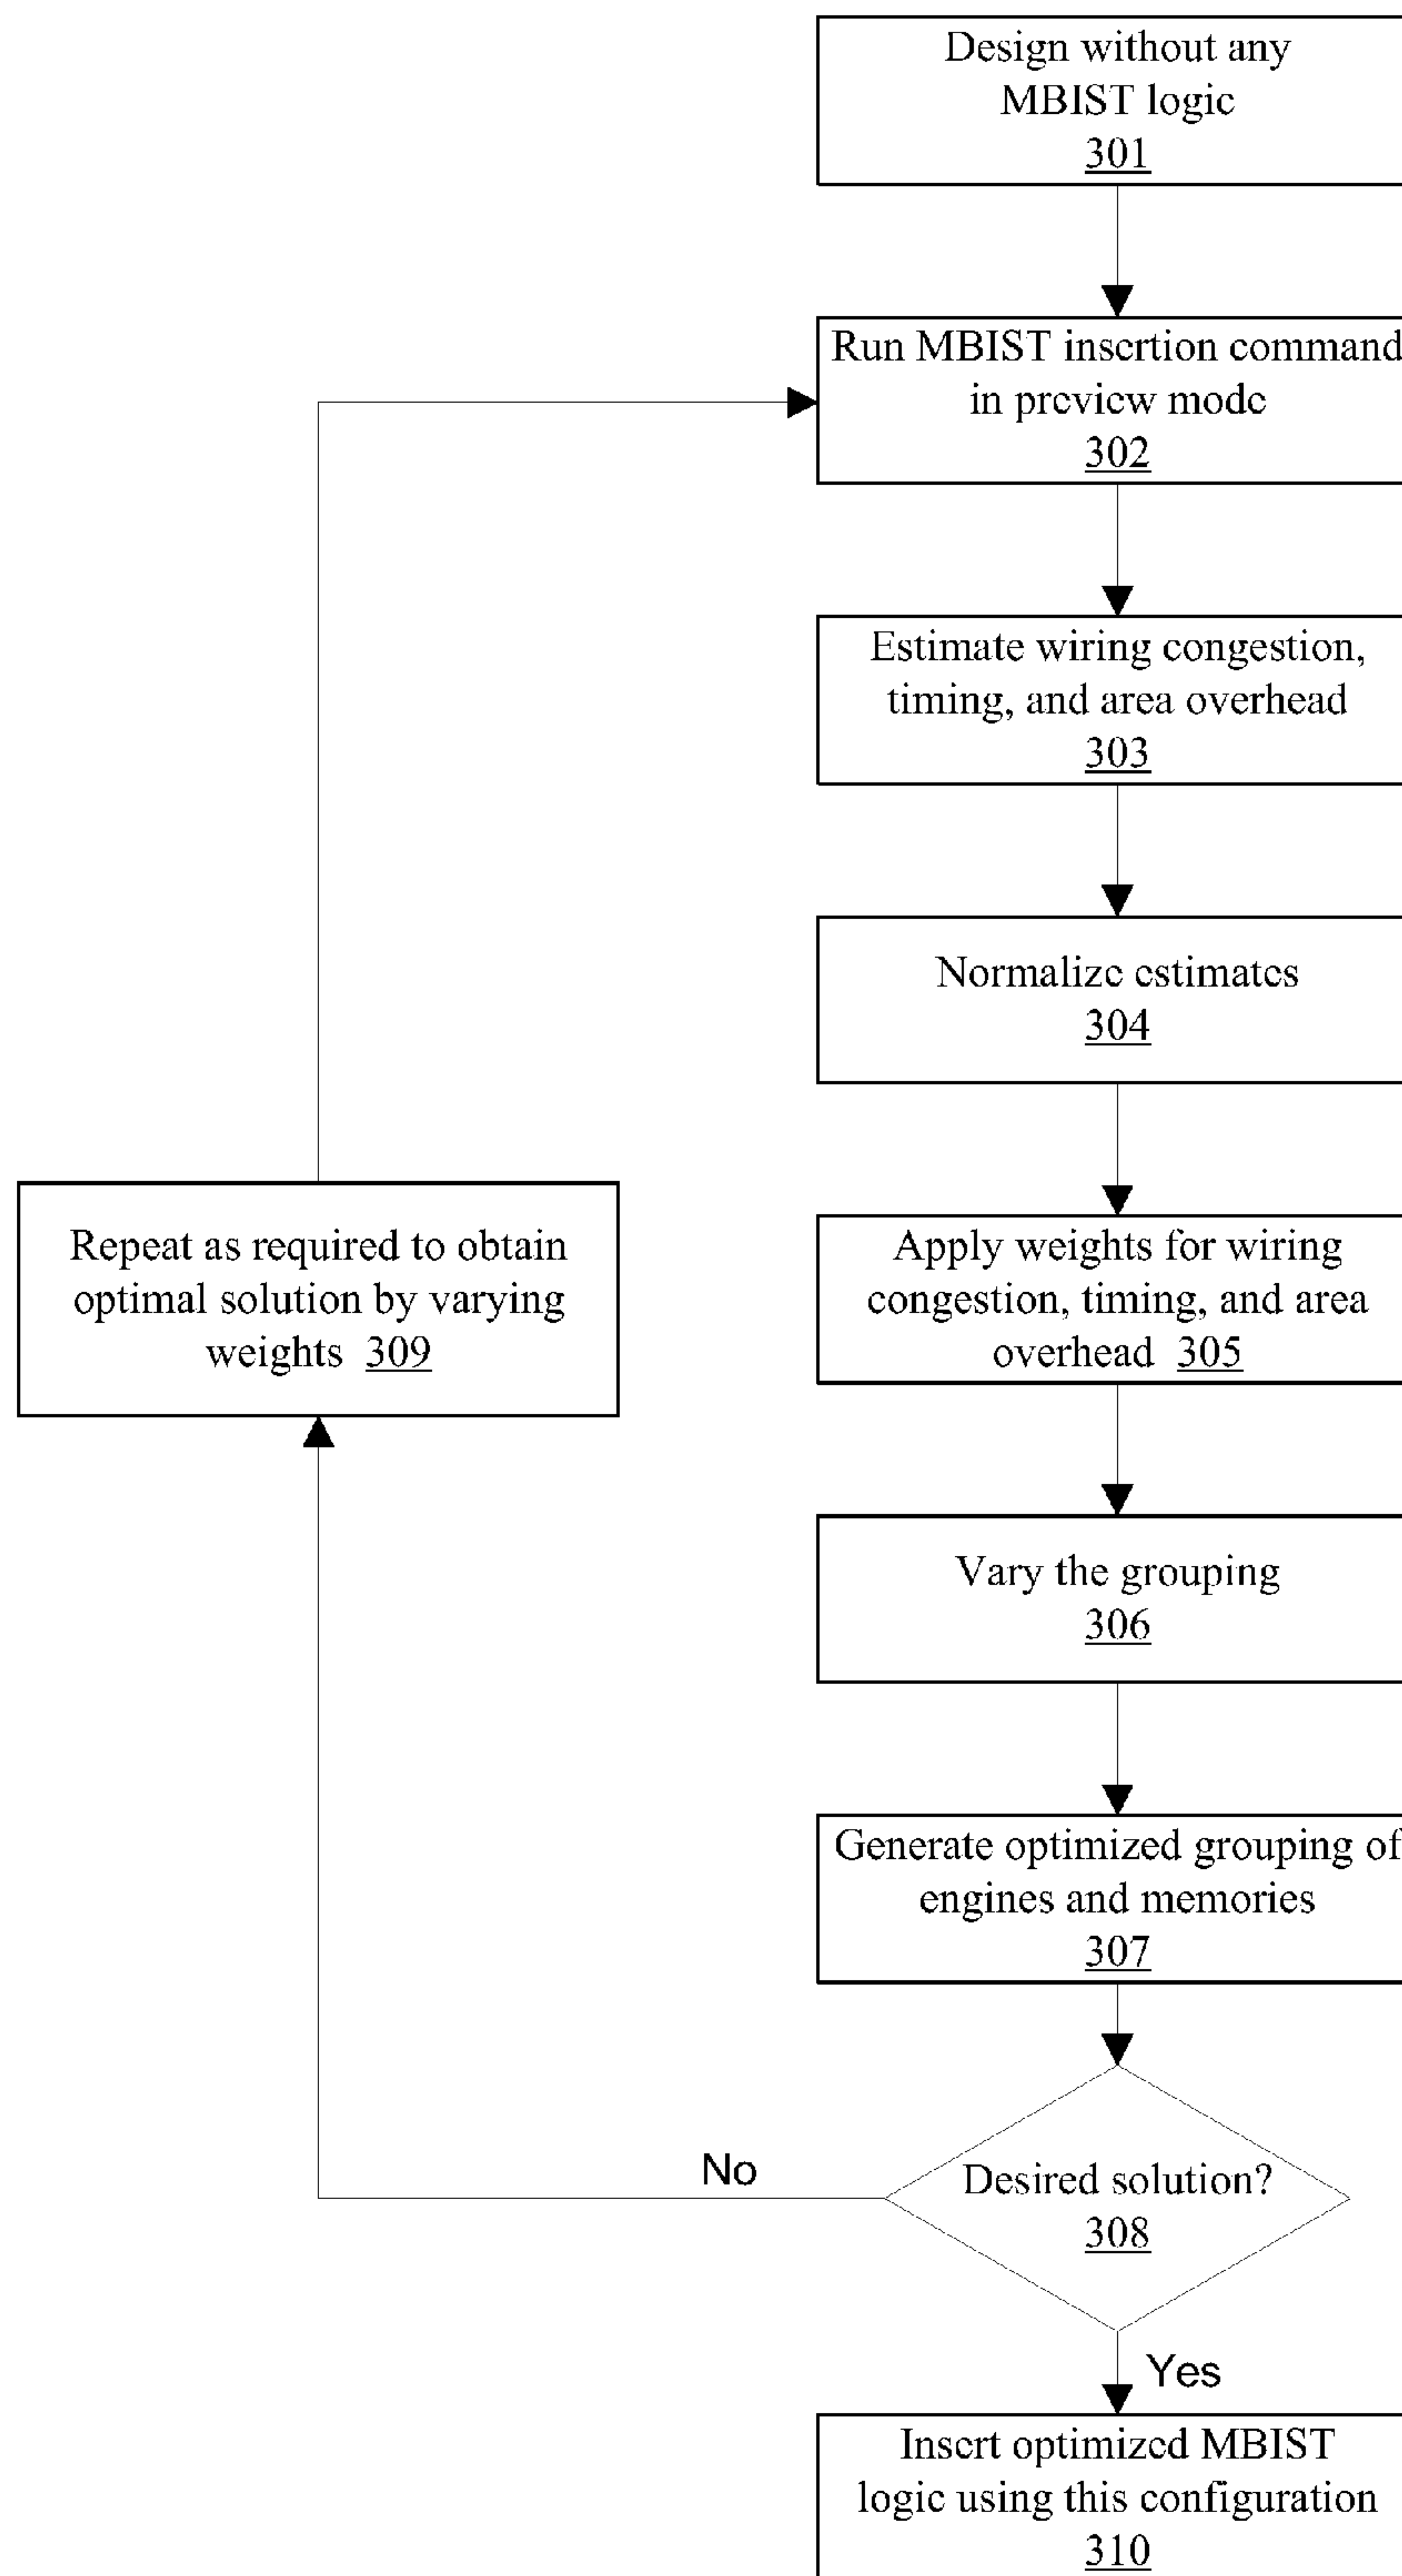 Design without any
MBIST logic
301
Run MBIST insertion command
in preview mode
302
Estimate wiring congestion,
timing, and area overhead
303
Normalize estimates
304
Apply weights for wiring
congestion, timing, and area
overhead 305
Vary the grouping
306
Generate optimized grouping of
engines and memories
307
Desired solution?
308
No
Repeat as required to obtain
optimal solution by varying
weights 309
Yes
Insert optimized MBIST
logic using this configuration
310